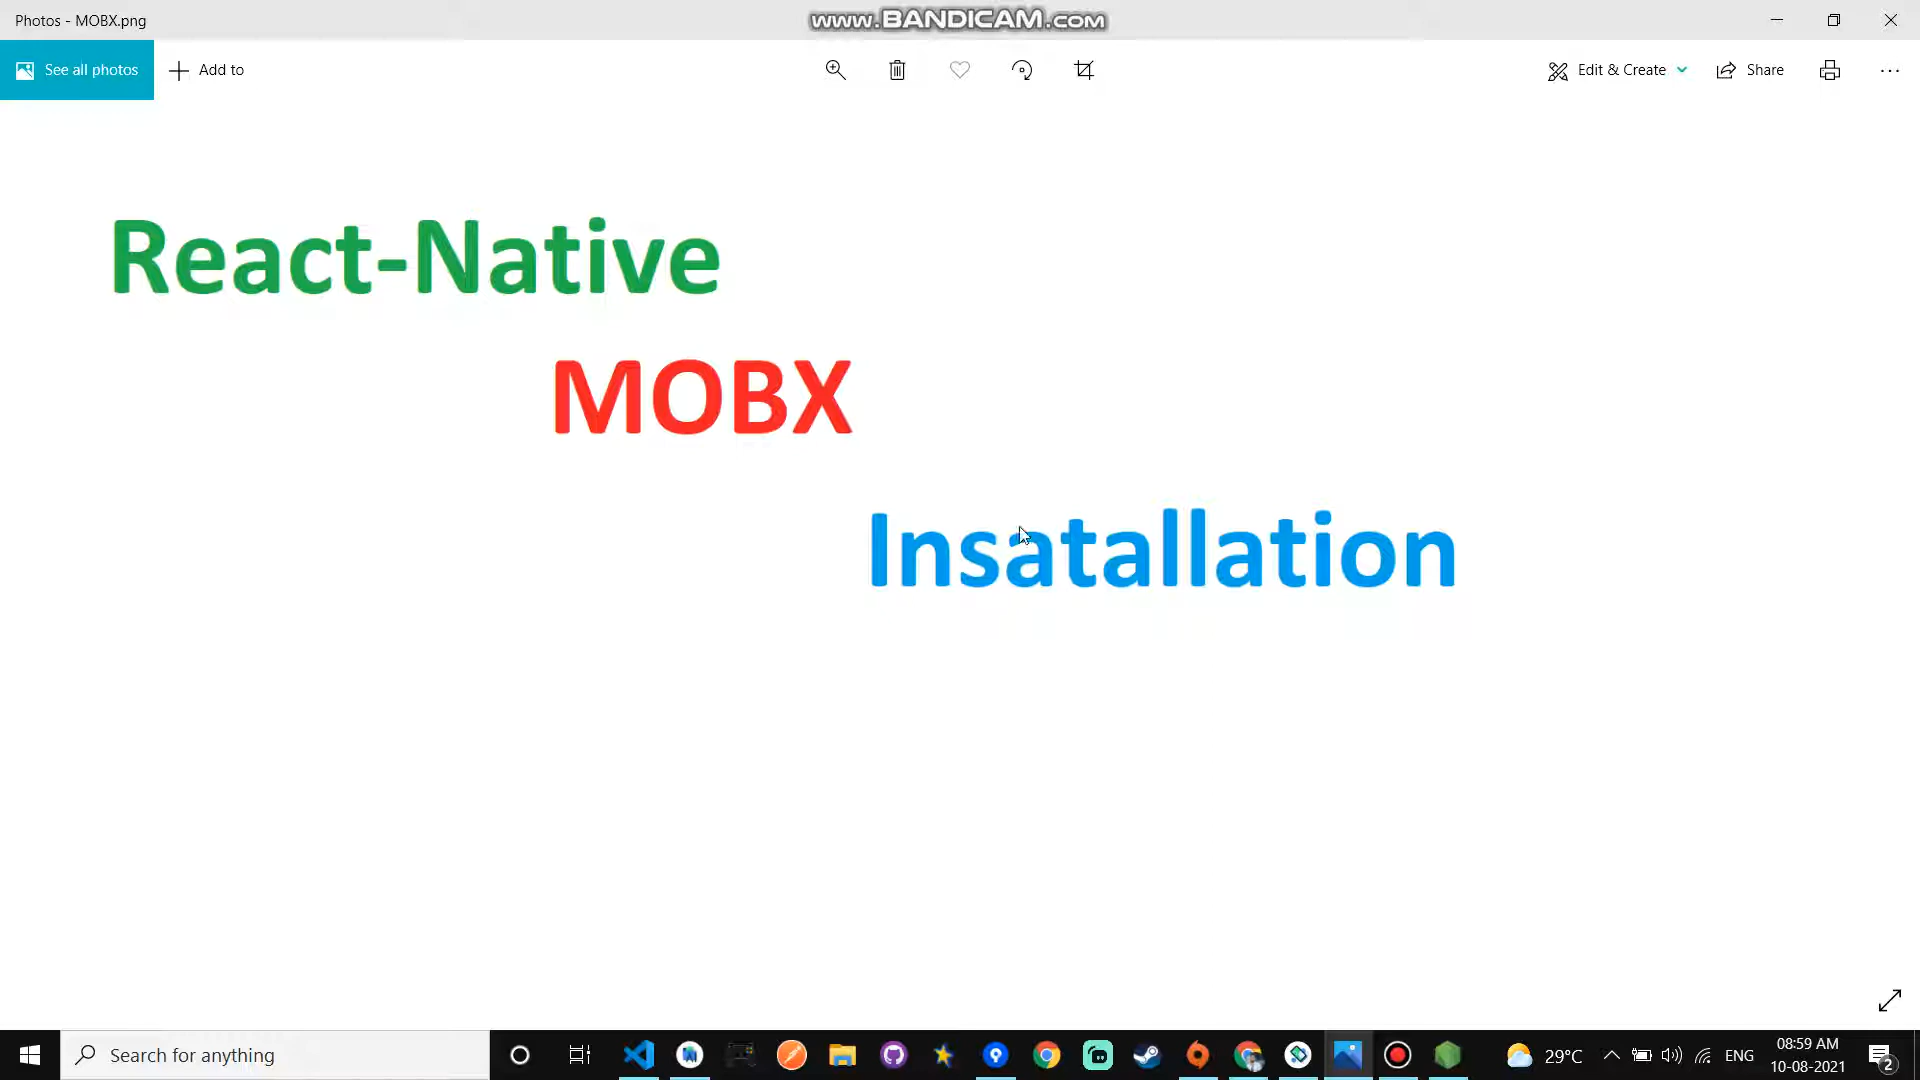 Photos - MOBX.png
www.BANDICAM.com
See all photos
Add to
Edit & Create
Share
React-Native
MOBX
Insatallation
Search for anything
29°C
ENG
08:59 AM
10-08-2021
2